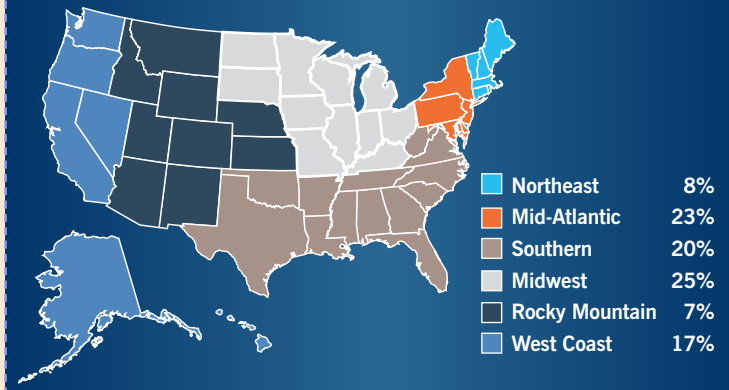 Northeast 8%
Mid-Atlantic 23%
Southern 20%
Midwest 25%
Rocky Mountain 7%
West Coast 17%